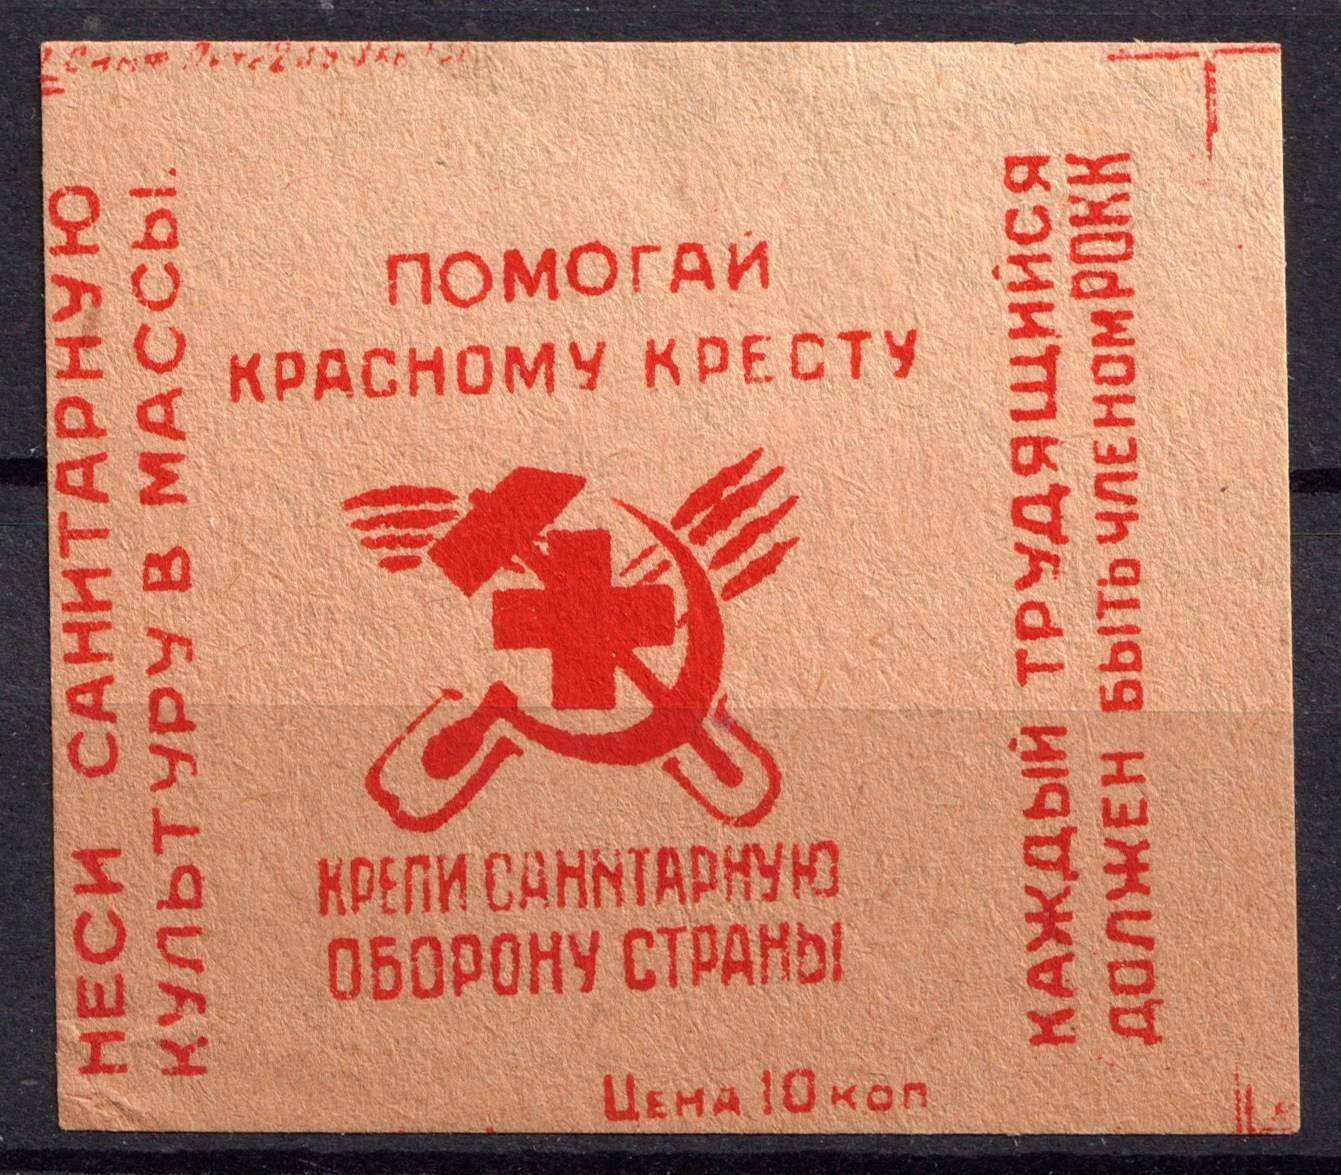 НЕСИ САНИТАРНУЮ
КУЛЬТУРУ В МАССЫ.
ПОМОГАЙ
КРАСНОМУ КРЕСТУ
КРЕПИ САНИТАРНУЮ
ОБОРОНУ СТРАНЫ
Цена 10 коп
КАЖДЫЙ ТРУДЯЩИЙСЯ
ДОЛЖЕН БЫТЬ ЧЛЕНОМ РОКК